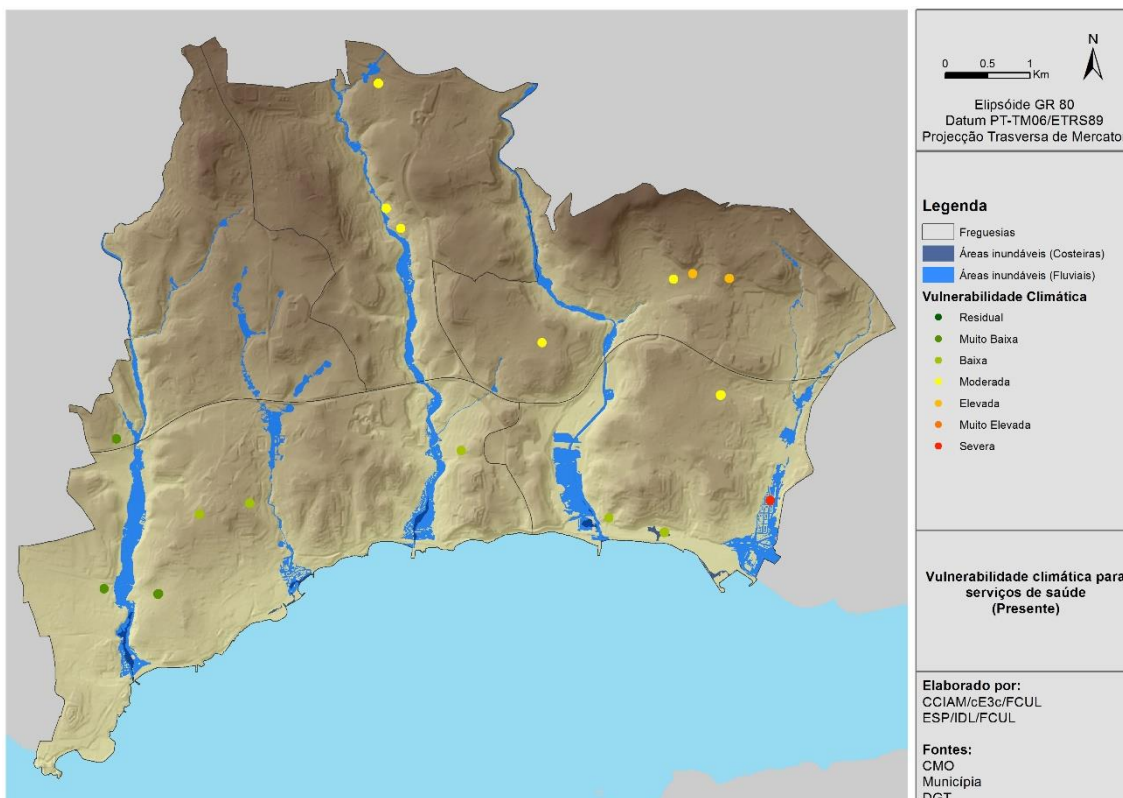 N
0 0.5 1
Km
Elipsóide GR 80
Datum PT-TM06/ETRS89
Projecção Trasversa de Mercato
Legenda
Freguesias
Áreas inundáveis (Costeiras)
Áreas inundáveis (Fluviais)
Vulnerabilidade Climática
Residual
Muito Baixa
Baixa
Moderada
Elevada
Muito Elevada
Severa
Vulnerabilidade climática para
serviços de saúde
(Presente)
Elaborado por:
CCIAM/cE3c/FCUL
ESP/IDL/FCUL
Fontes:
CMO
Municípia
DGT